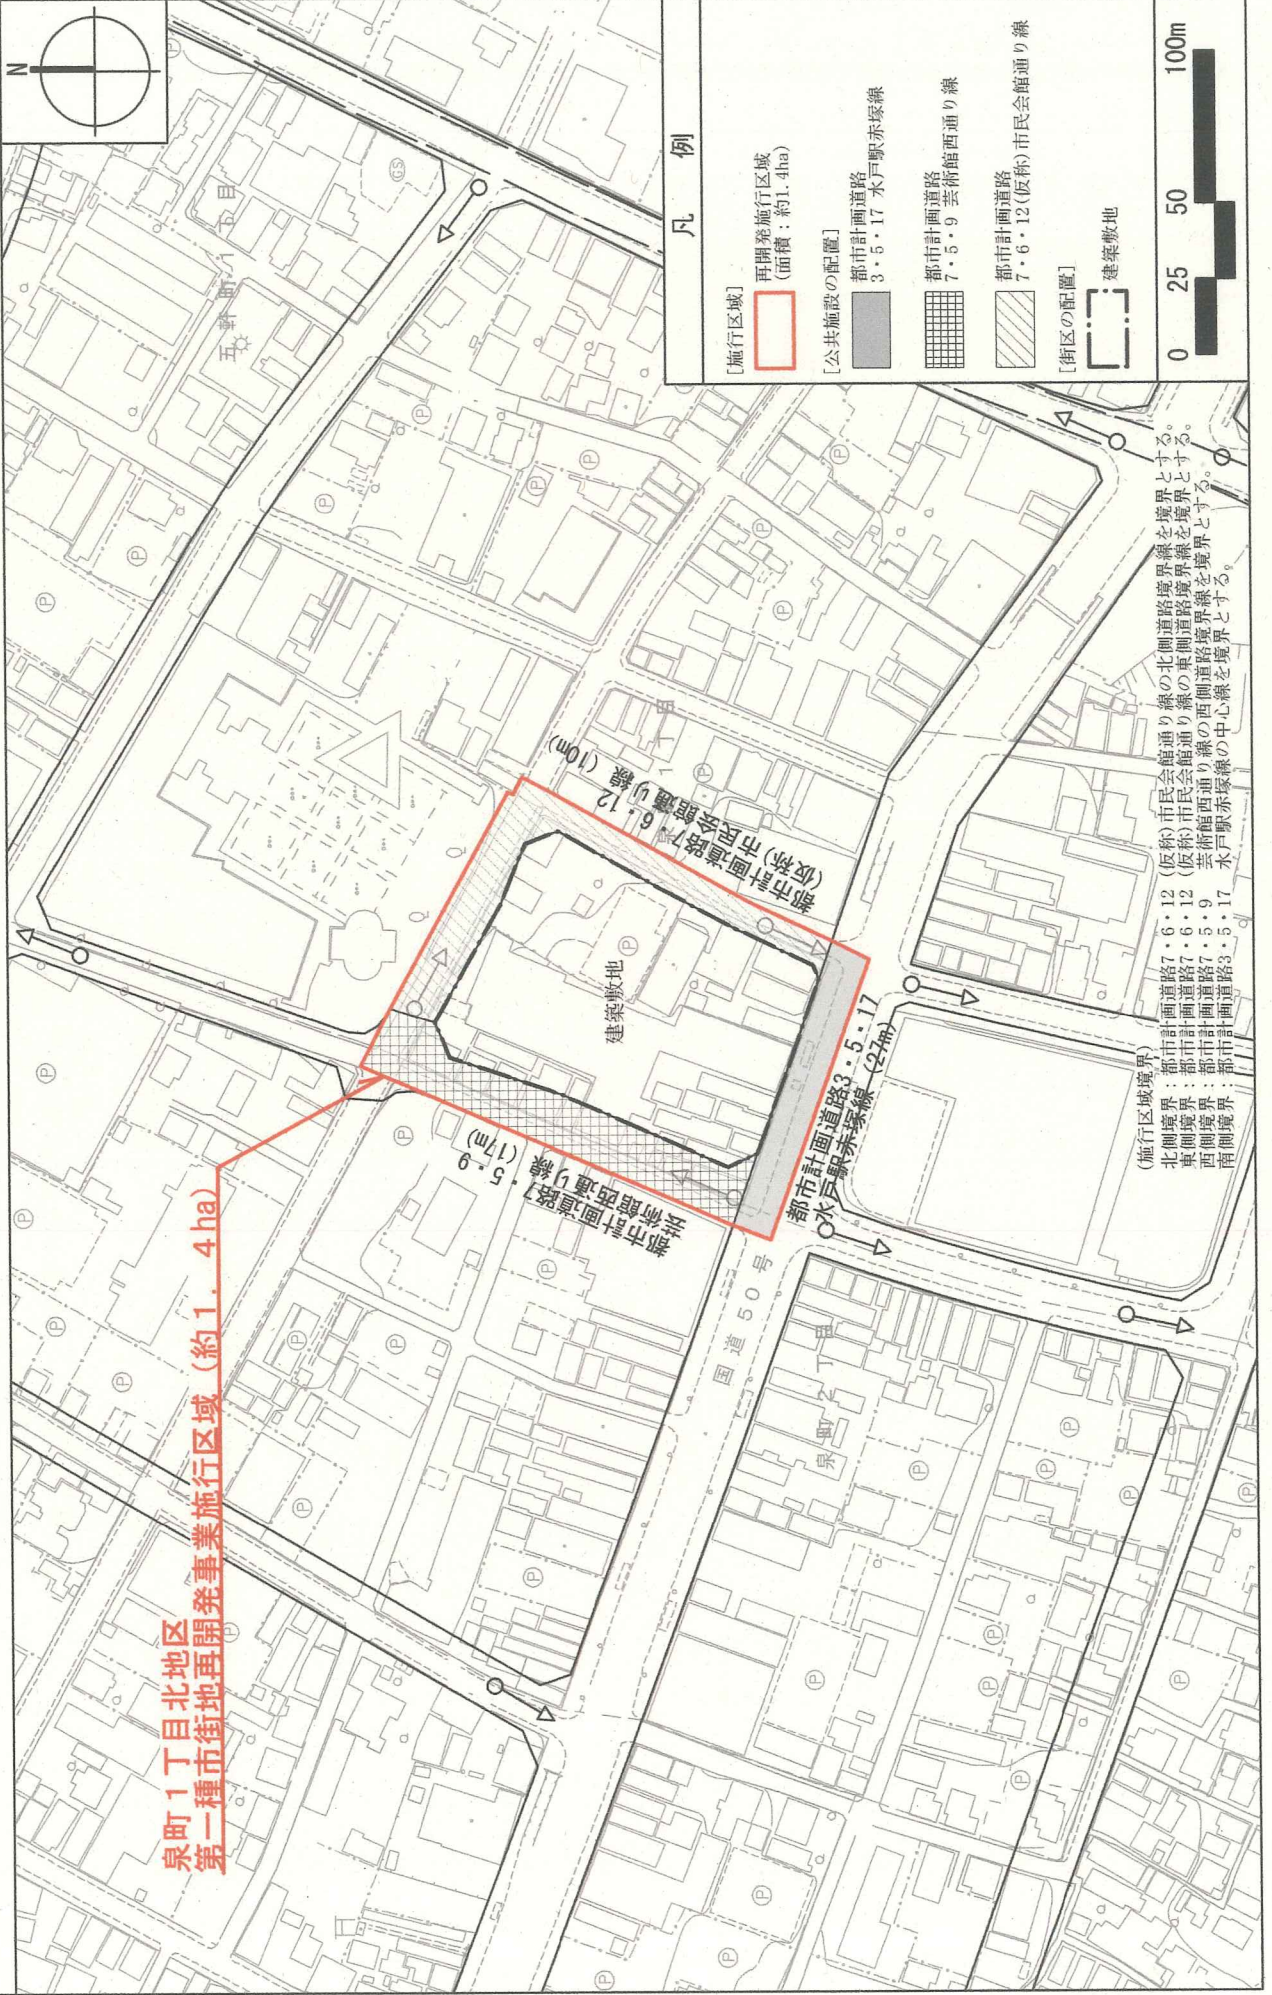 N
泉町1丁目北地区
第一種市街地再開発事業施行区域(約1.4ha)
五軒町1丁目
GS
都市計画道路7・6・12
(仮称)市民会館通り線(10m)
建築敷地
都市計画道路7・5・9
芸術館西通り線(17m)
都市計画道路3・5・17
水戸駅赤塚線(27m)
国道50号
泉町2丁目
凡例
[施行区域]
再開発施行区域
(面積:約1.4ha)
[公共施設の配置]
都市計画道路
3・5・17 水戸駅赤塚線
都市計画道路
7・5・9 芸術館西通り線
都市計画道路
7・6・12(仮称)市民会館通り線
[街区の配置]
建築敷地
0 25 50 100m
(施行区域境界)
北側境界:都市計画道路7・6・12 (仮称)市民会館通り線の北側道路境界線を境界とする。
東側境界:都市計画道路7・6・12 (仮称)市民会館通り線の東側道路境界線を境界とする。
西側境界:都市計画道路7・5・9 芸術館西通り線の西側道路境界線を境界とする。
南側境界:都市計画道路3・5・17 水戸駅赤塚線の中心線を境界とする。